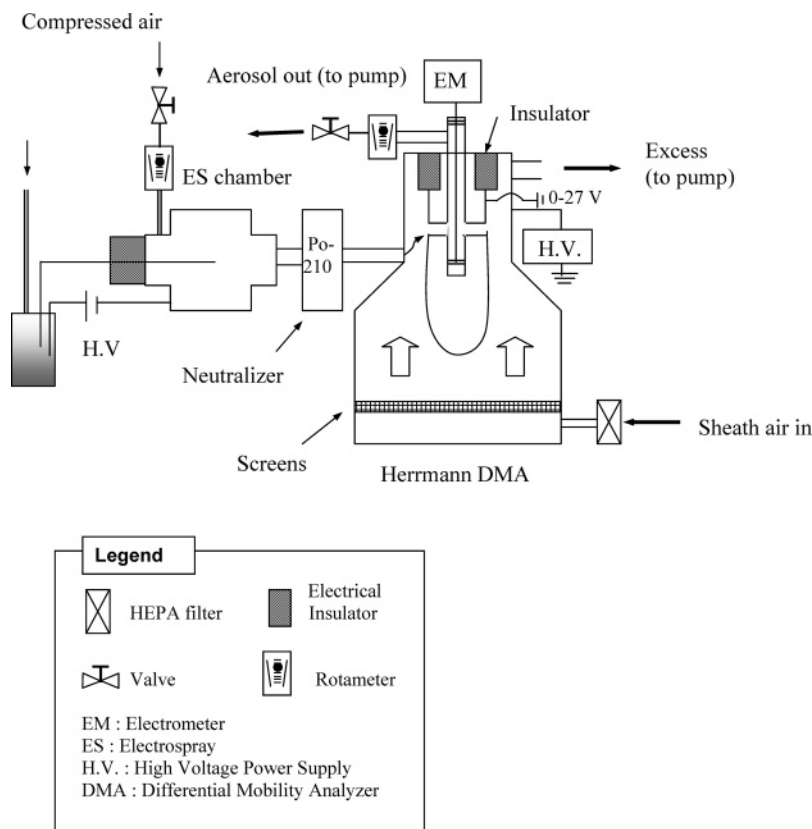 Compressed air
Aerosol out (to pump)
EM
Insulator
ES chamber
Excess
(to pump)
0-27 V
H.V.
Po-
210
H.V
Neutralizer
Sheath air in
Screens
Herrmann DMA
Legend
HEPA filter
Electrical
Insulator
Valve
Rotameter
EM : Electrometer
ES : Electrospray
H.V. : High Voltage Power Supply
DMA : Differential Mobility Analyzer